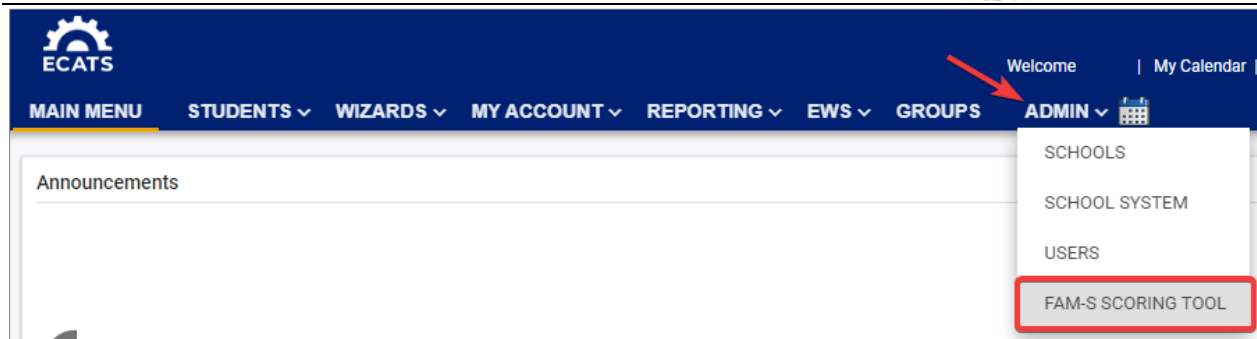 ECATS
Welcome | My Calendar |
MAIN MENU STUDENTS WIZARDS MY ACCOUNT REPORTING EWS GROUPS ADMIN
SCHOOLS
Announcements
SCHOOL SYSTEM
USERS
FAM-S SCORING TOOL